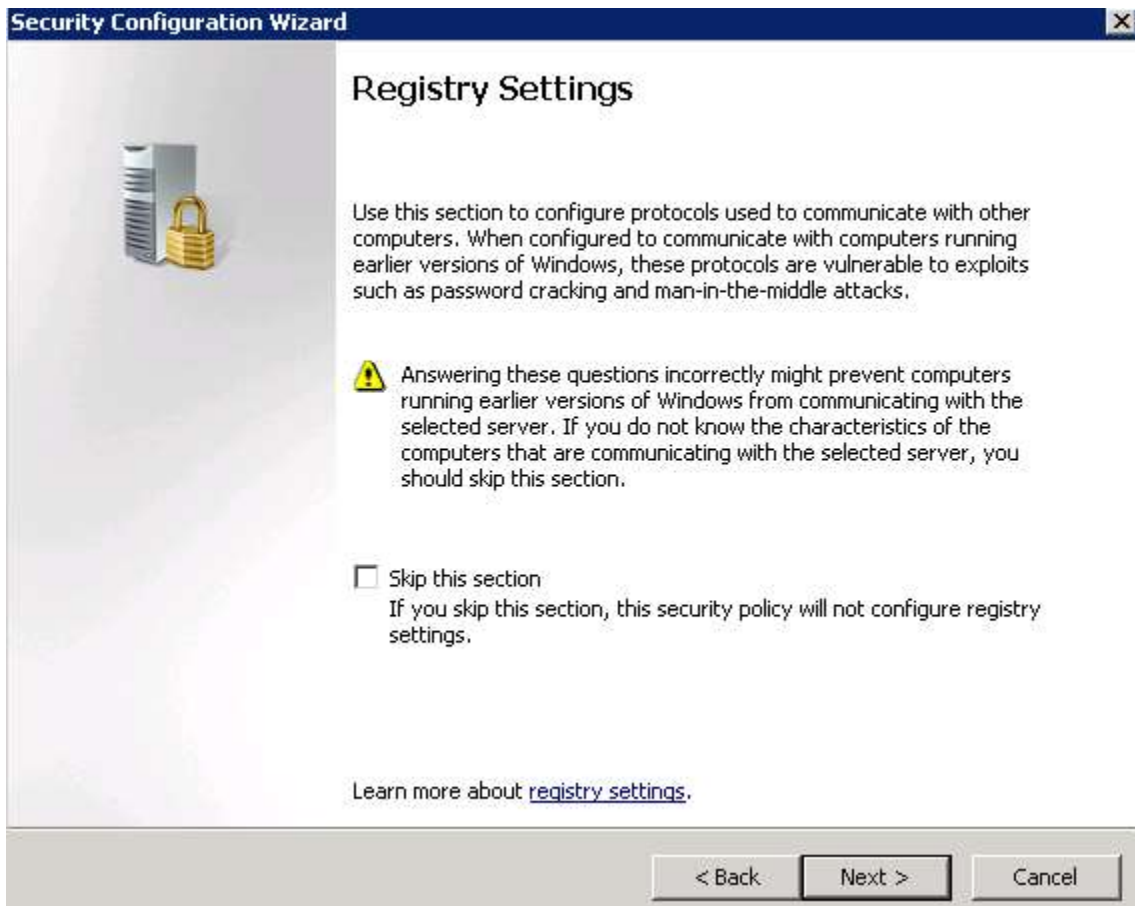 Security Configuration Wizard
Registry Settings
Use this section to configure protocols used to communicate with other
computers. When configured to communicate with computers running
earlier versions of Windows, these protocols are vulnerable to exploits
such as password cracking and man-in-the-middle attacks.
Answering these questions incorrectly might prevent computers
running earlier versions of Windows from communicating with the
selected server. If you do not know the characteristics of the
computers that are communicating with the selected server, you
should skip this section.
Skip this section
If you skip this section, this security policy will not configure registry
settings.
Learn more about registry settings.
< Back
Next >
Cancel